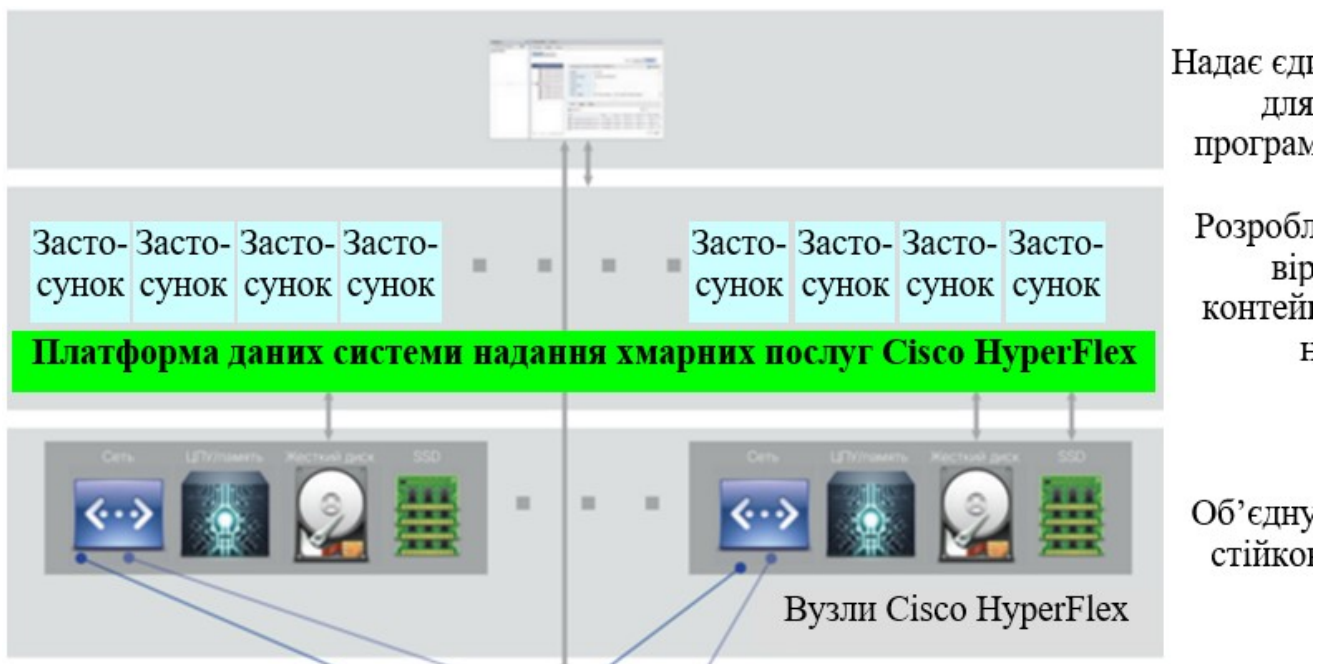 Надає єди
для
програм
Засто- Засто- Засто- Засто-
сунок сунок сунок сунок
Засто- Засто- Засто- Засто-
сунок сунок сунок сунок
Розробл
вір
контей
н
Платформа даних системи надання хмарних послуг Cisco HyperFlex
Сеть ЦПУ/память Жесткий диск SSD
Сеть ЦПУ/память Жесткий диск SSD
Об’єдну
стійко
Вузли Cisco HyperFlex